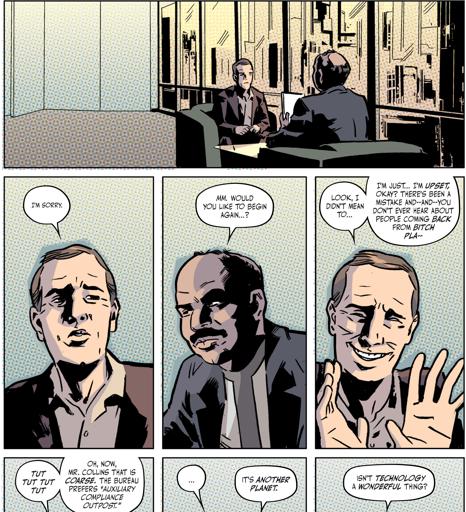 I'M SORRY.
MM. WOULD
YOU LIKE TO BEGIN
AGAIN...?
LOOK, I
DIDN'T MEAN
TO...
I'M JUST... I'M UPSET,
OKAY? THERE'S BEEN A
MISTAKE AND--AND--YOU
DON'T EVER HEAR ABOUT
PEOPLE COMING BACK
FROM BITCH
PLA--
TUT
TUT TUT
TUT
OH, NOW,
MR. COLLINS THAT IS
COARSE. THE BUREAU
PREFERS "AUXILIARY
COMPLIANCE
OUTPOST."
...
IT'S ANOTHER
PLANET.
ISN'T TECHNOLOGY
A WONDERFUL THING?